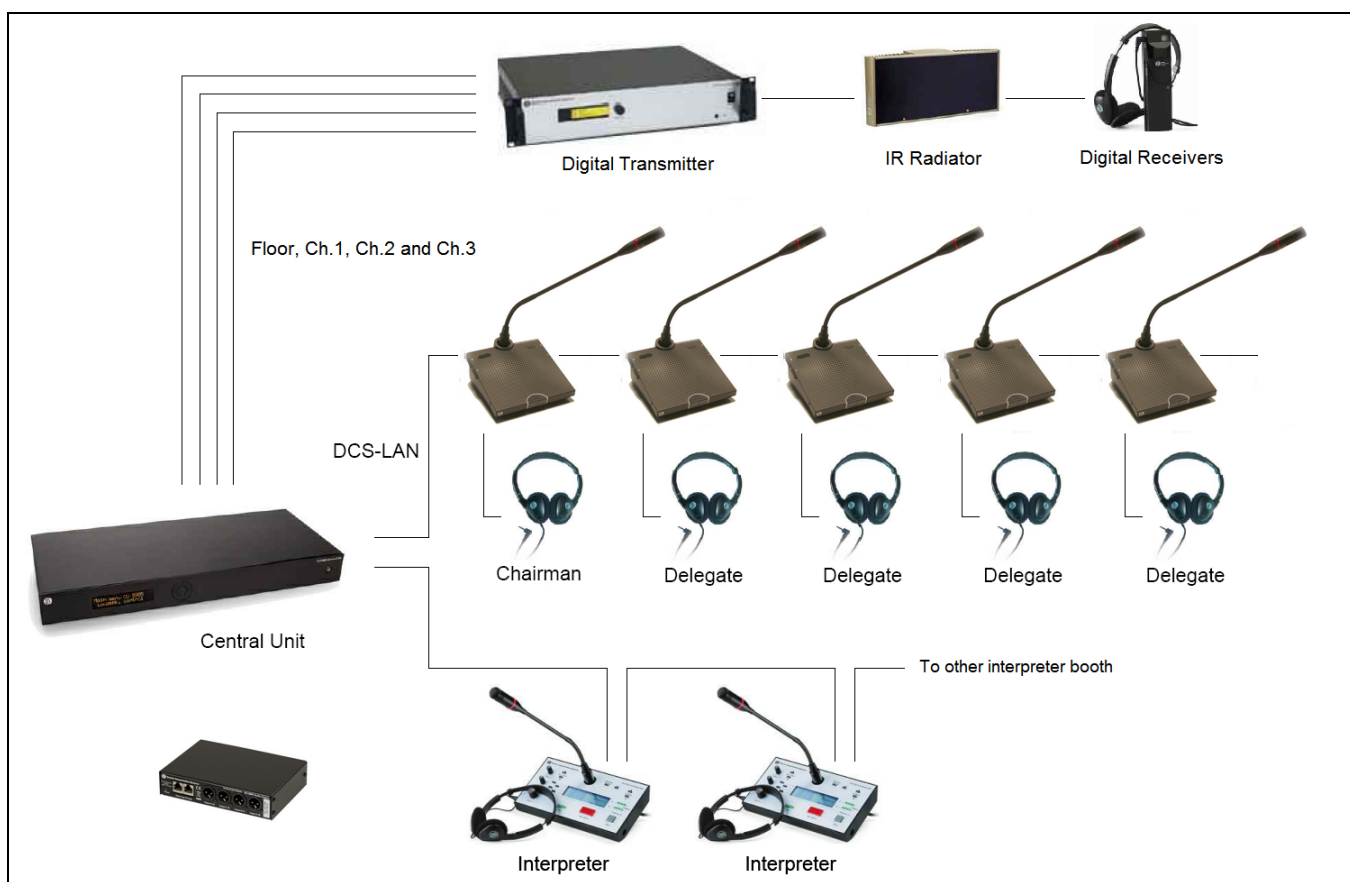 Digital Transmitter
IR Radiator
Digital Receivers
Floor, Ch.1, Ch.2 and Ch.3
DCS-LAN
Chairman
Delegate
Delegate
Delegate
Delegate
Central Unit
To other interpreter booth
Interpreter
Interpreter